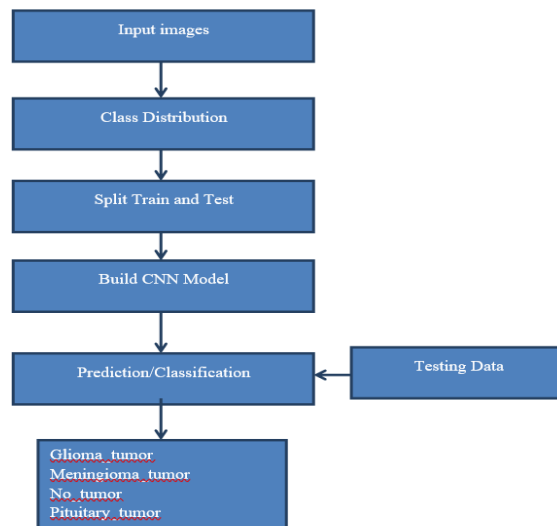 Input images
Class Distribution
Split Train and Test
Build CNN Model
Prediction/Classification
Testing Data
Glioma_tumor
Meningioma_tumor
No_tumor
Pituitary_tumor